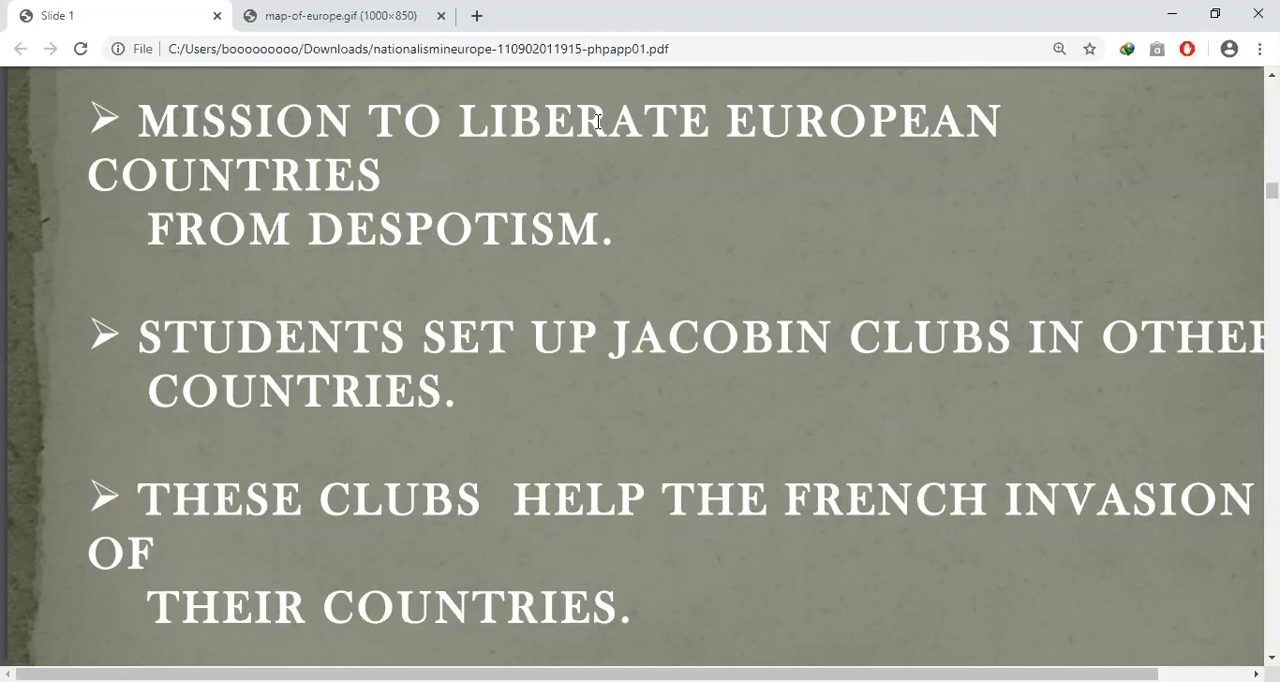 Slide 1
map-of-europe.gif (1000×850)
File
C:/Users/boooooooooo/Downloads/nationalismineurope-110902011915-phpapp01.pdf
➢ MISSION TO LIBERATE EUROPEAN
COUNTRIES
FROM DESPOTISM.
➢ STUDENTS SET UP JACOBIN CLUBS IN OTHER
COUNTRIES.
➢ THESE CLUBS HELP THE FRENCH INVASION
OF
THEIR COUNTRIES.